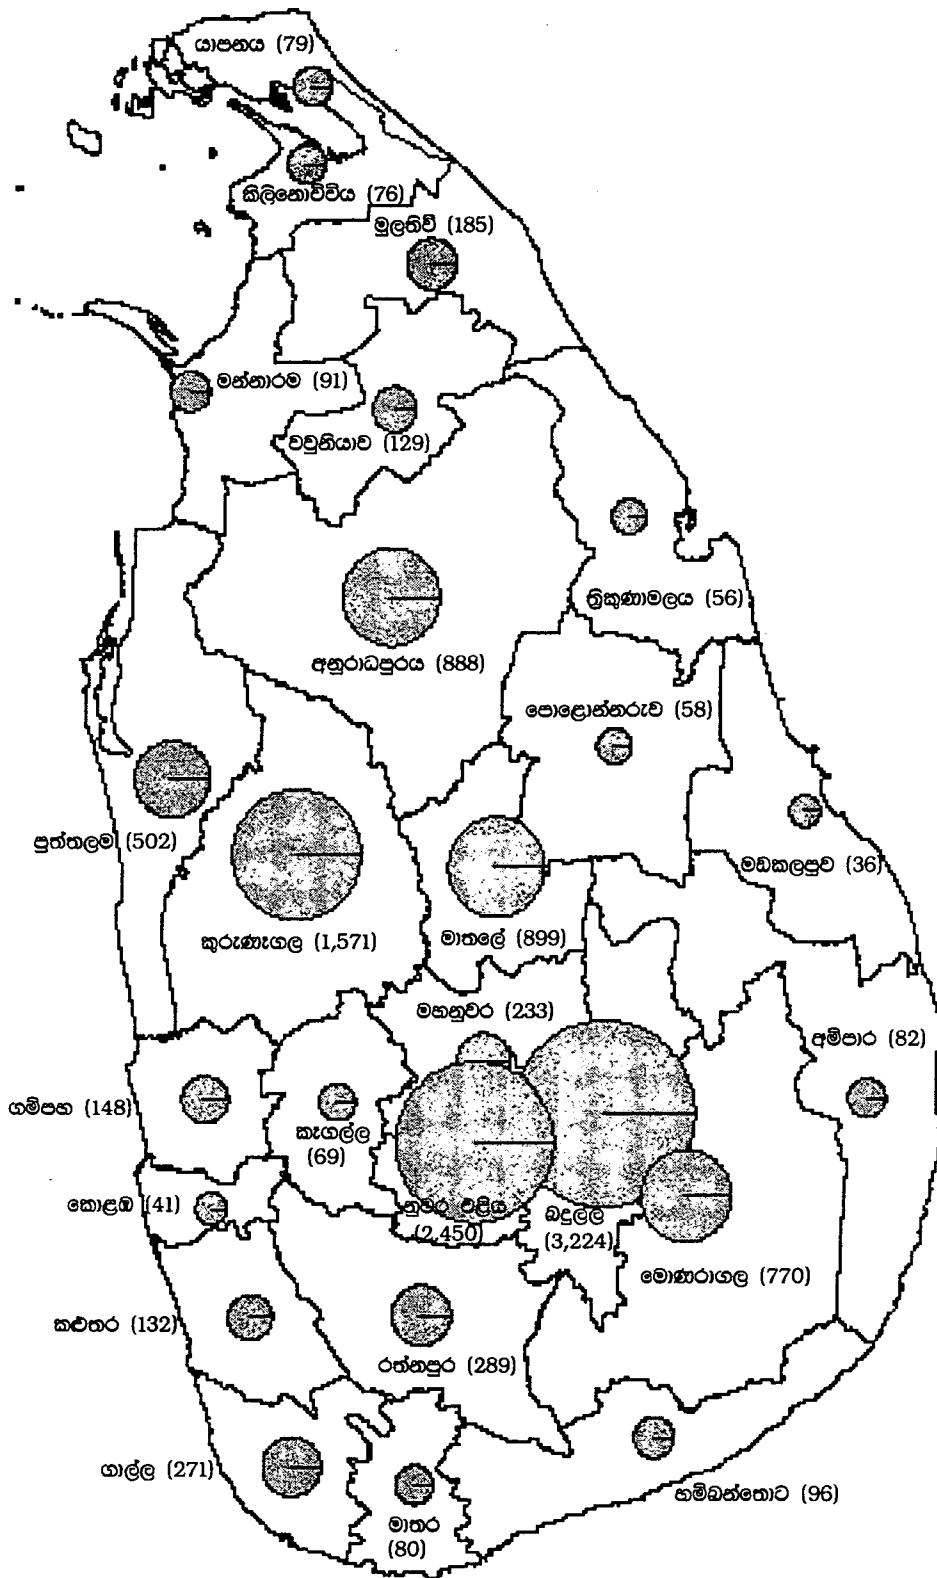 යාපනය (79)
කිලිනොච්චිය (76)
මුලතිව් (185)
මන්නාරම (91)
වවුනියාව (129)
ත්‍රිකුණාමලය (56)
අනුරාධපුරය (888)
පොළොන්නරුව (58)
පුත්තලම (502)
මඩකලපුව (36)
කුරුණෑගල (1,571)
මාතලේ (899)
මහනුවර (233)
අම්පාර (82)
ගම්පහ (148)
කෑගල්ල
(69)
කොළඹ (41)
නුවර එළිය
(2,450)
බදුල්ල
(3,224)
මොණරාගල (770)
කළුතර (132)
රත්නපුර (289)
ගාල්ල (271)
හම්බන්තොට (96)
මාතර
(80)